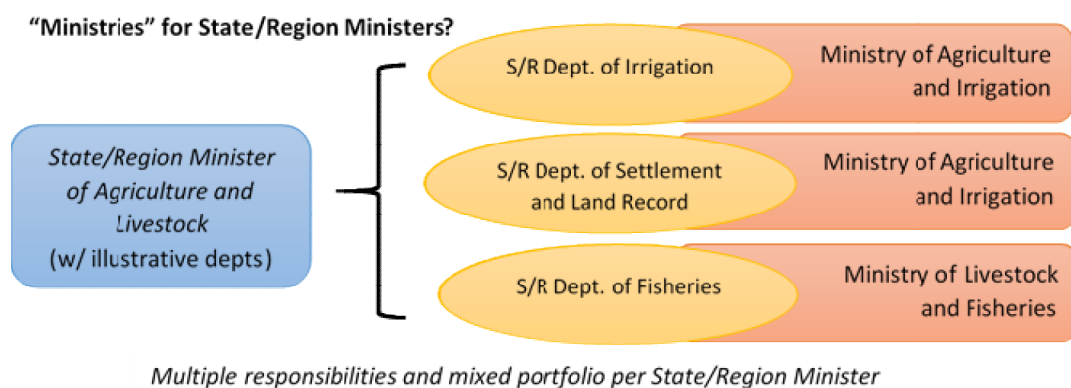 “Ministries” for State/Region Ministers?
State/Region Minister
of Agriculture and
Livestock
(w/ illustrative depts)
S/R Dept. of Irrigation
Ministry of Agriculture
and Irrigation
S/R Dept. of Settlement
and Land Record
Ministry of Agriculture
and Irrigation
S/R Dept. of Fisheries
Ministry of Livestock
and Fisheries
Multiple responsibilities and mixed portfolio per State/Region Minister